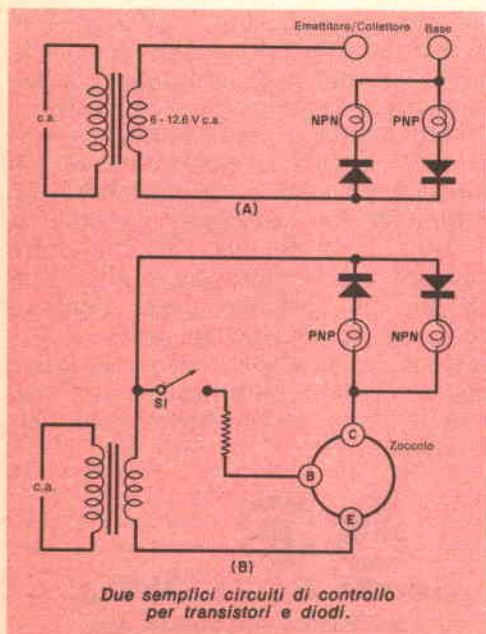 Emettitore/Collettore Base
c.a. 6 - 12.6 V c.a. NPN PNP
(A)
PNP NPN
S1
C Zoccolo
B
c.a.
E
(B)
Due semplici circuiti di controllo
per transistori e diodi.